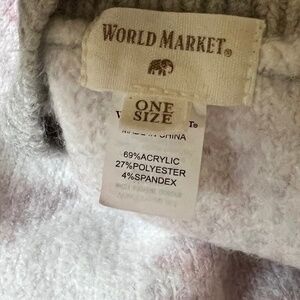 WORLD MARKET®
ONE
SIZE
MADE IN CHINA
69%ACRYLIC
27%POLYESTER
4%SPANDEX